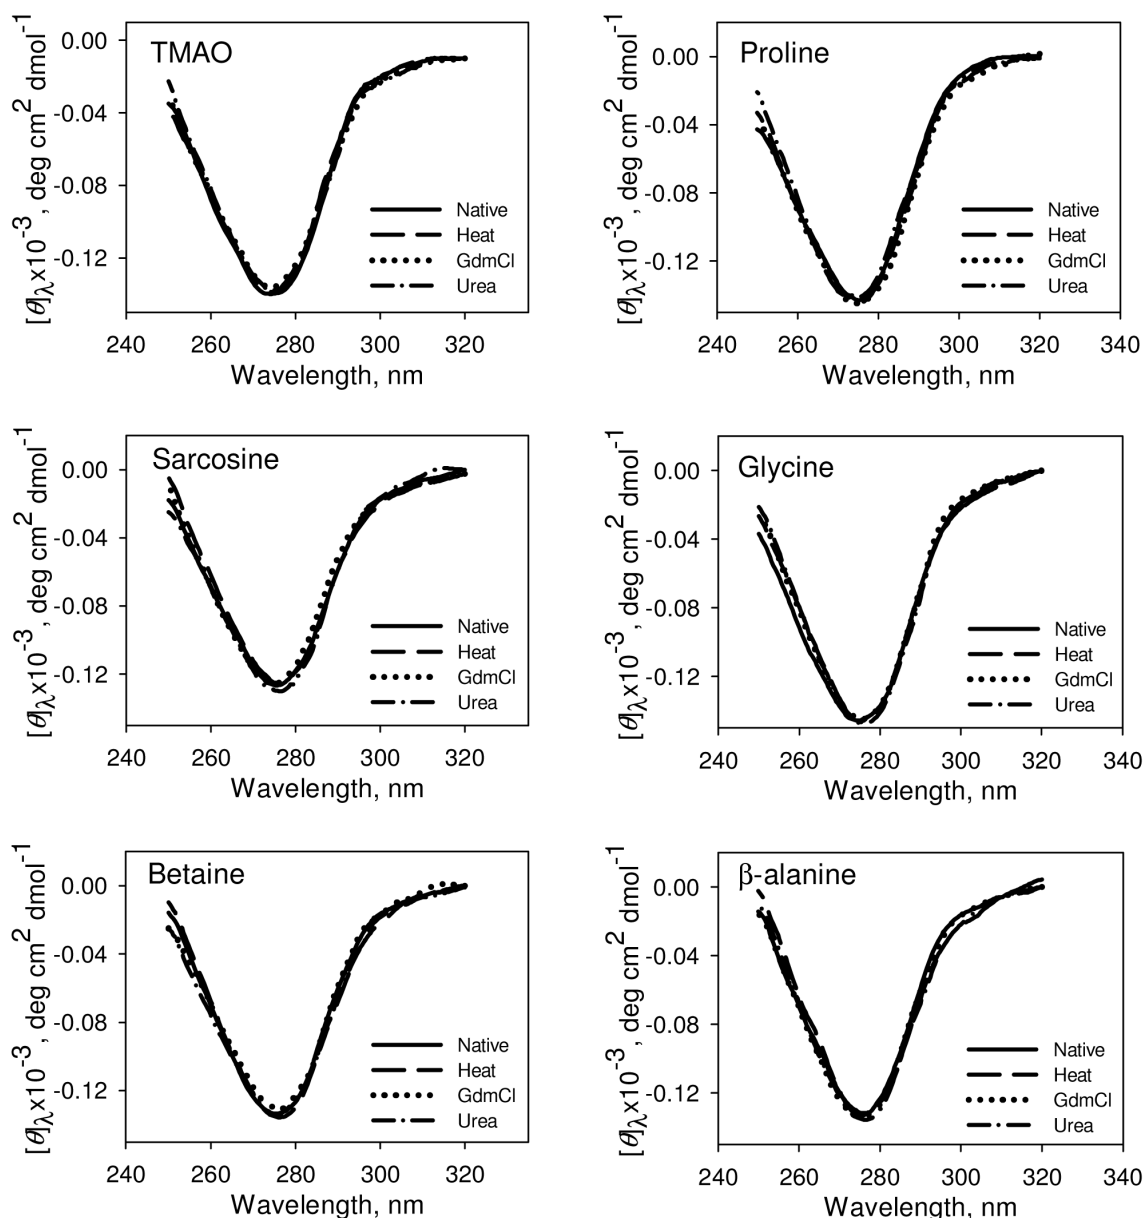 TMAO
[θ]λx10-3, deg cm2 dmol-1
0.00
-0.04
-0.08
-0.12
Native
Heat
GdmCl
Urea
240 260 280 300 320
Wavelength, nm
Proline
[θ]λx10-3, deg cm2 dmol-1
0.00
-0.04
-0.08
-0.12
Native
Heat
GdmCl
Urea
240 260 280 300 320 340
Wavelength, nm
Sarcosine
[θ]λx10-3, deg cm2 dmol-1
0.00
-0.04
-0.08
-0.12
Native
Heat
GdmCl
Urea
240 260 280 300 320
Wavelength, nm
Glycine
[θ]λx10-3, deg cm2 dmol-1
0.00
-0.04
-0.08
-0.12
Native
Heat
GdmCl
Urea
240 260 280 300 320 340
Wavelength, nm
Betaine
[θ]λx10-3, deg cm2 dmol-1
0.00
-0.04
-0.08
-0.12
Native
Heat
GdmCl
Urea
240 260 280 300 320
Wavelength, nm
β-alanine
[θ]λx10-3, deg cm2 dmol-1
0.00
-0.04
-0.08
-0.12
Native
Heat
GdmCl
Urea
240 260 280 300 320 340
Wavelength, nm